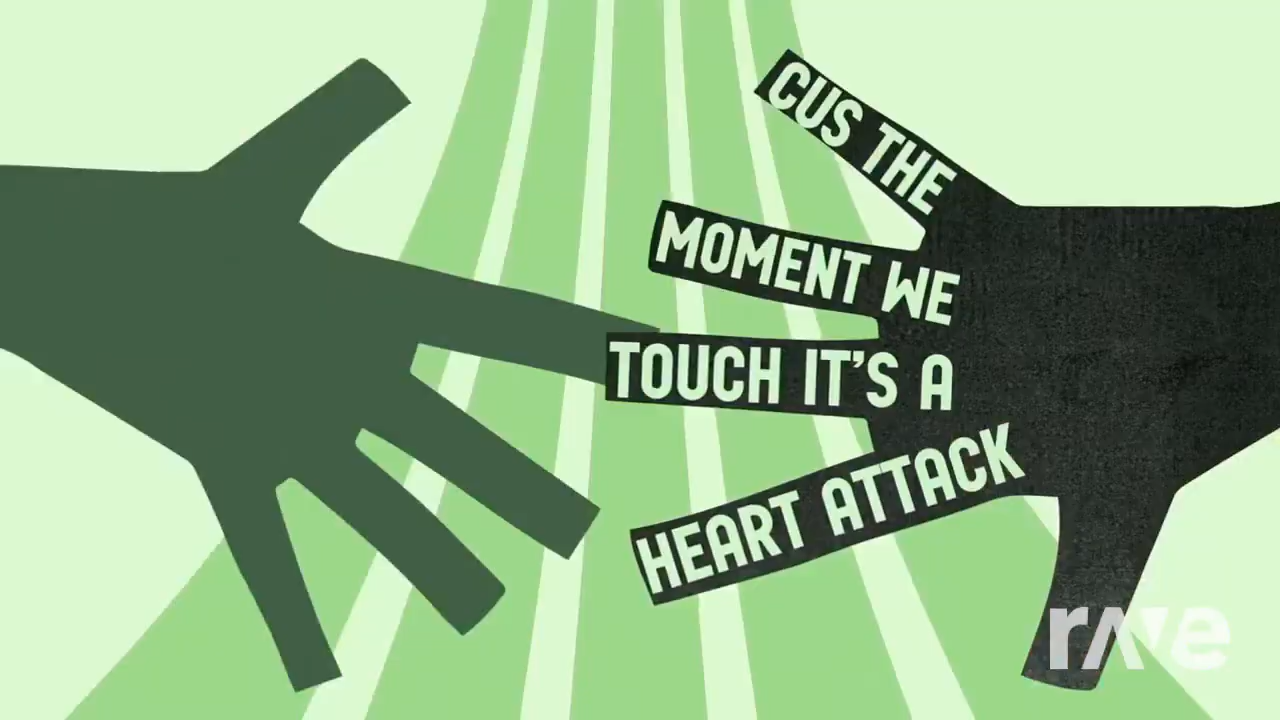 CUS THE
MOMENT WE
TOUCH IT'S A
HEART ATTACK
rave